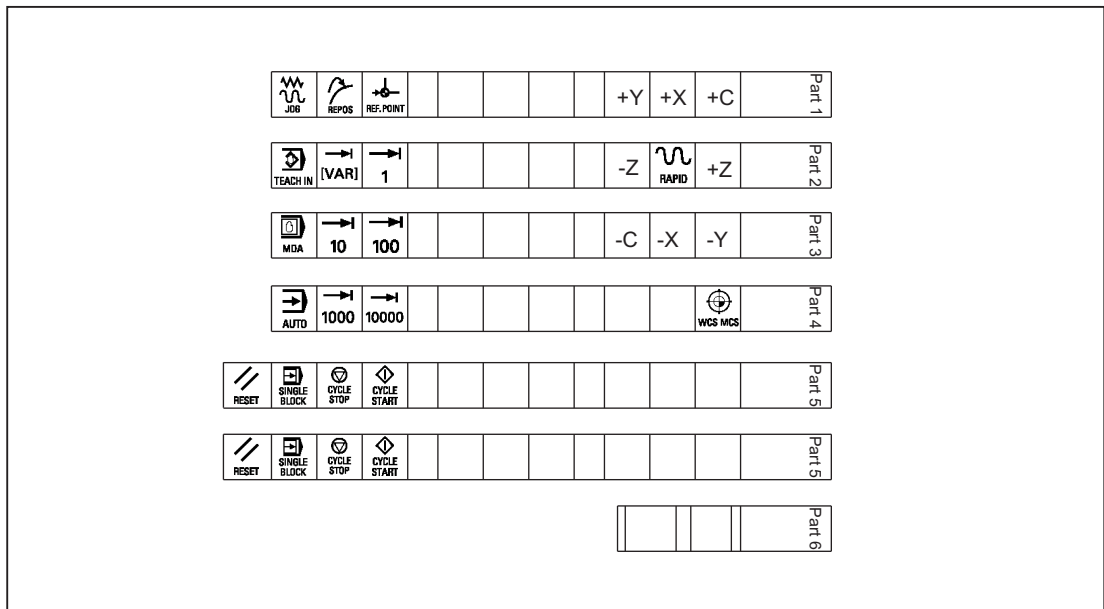 JOG REPOS REF. POINT +Y +X +C Part 1
TEACH IN [VAR] 1 -Z RAPID +Z Part 2
MDA 10 100 -C -X -Y Part 3
AUTO 1000 10000 WCS MCS Part 4
RESET SINGLE BLOCK CYCLE STOP CYCLE START Part 5
RESET SINGLE BLOCK CYCLE STOP CYCLE START Part 5
Part 6